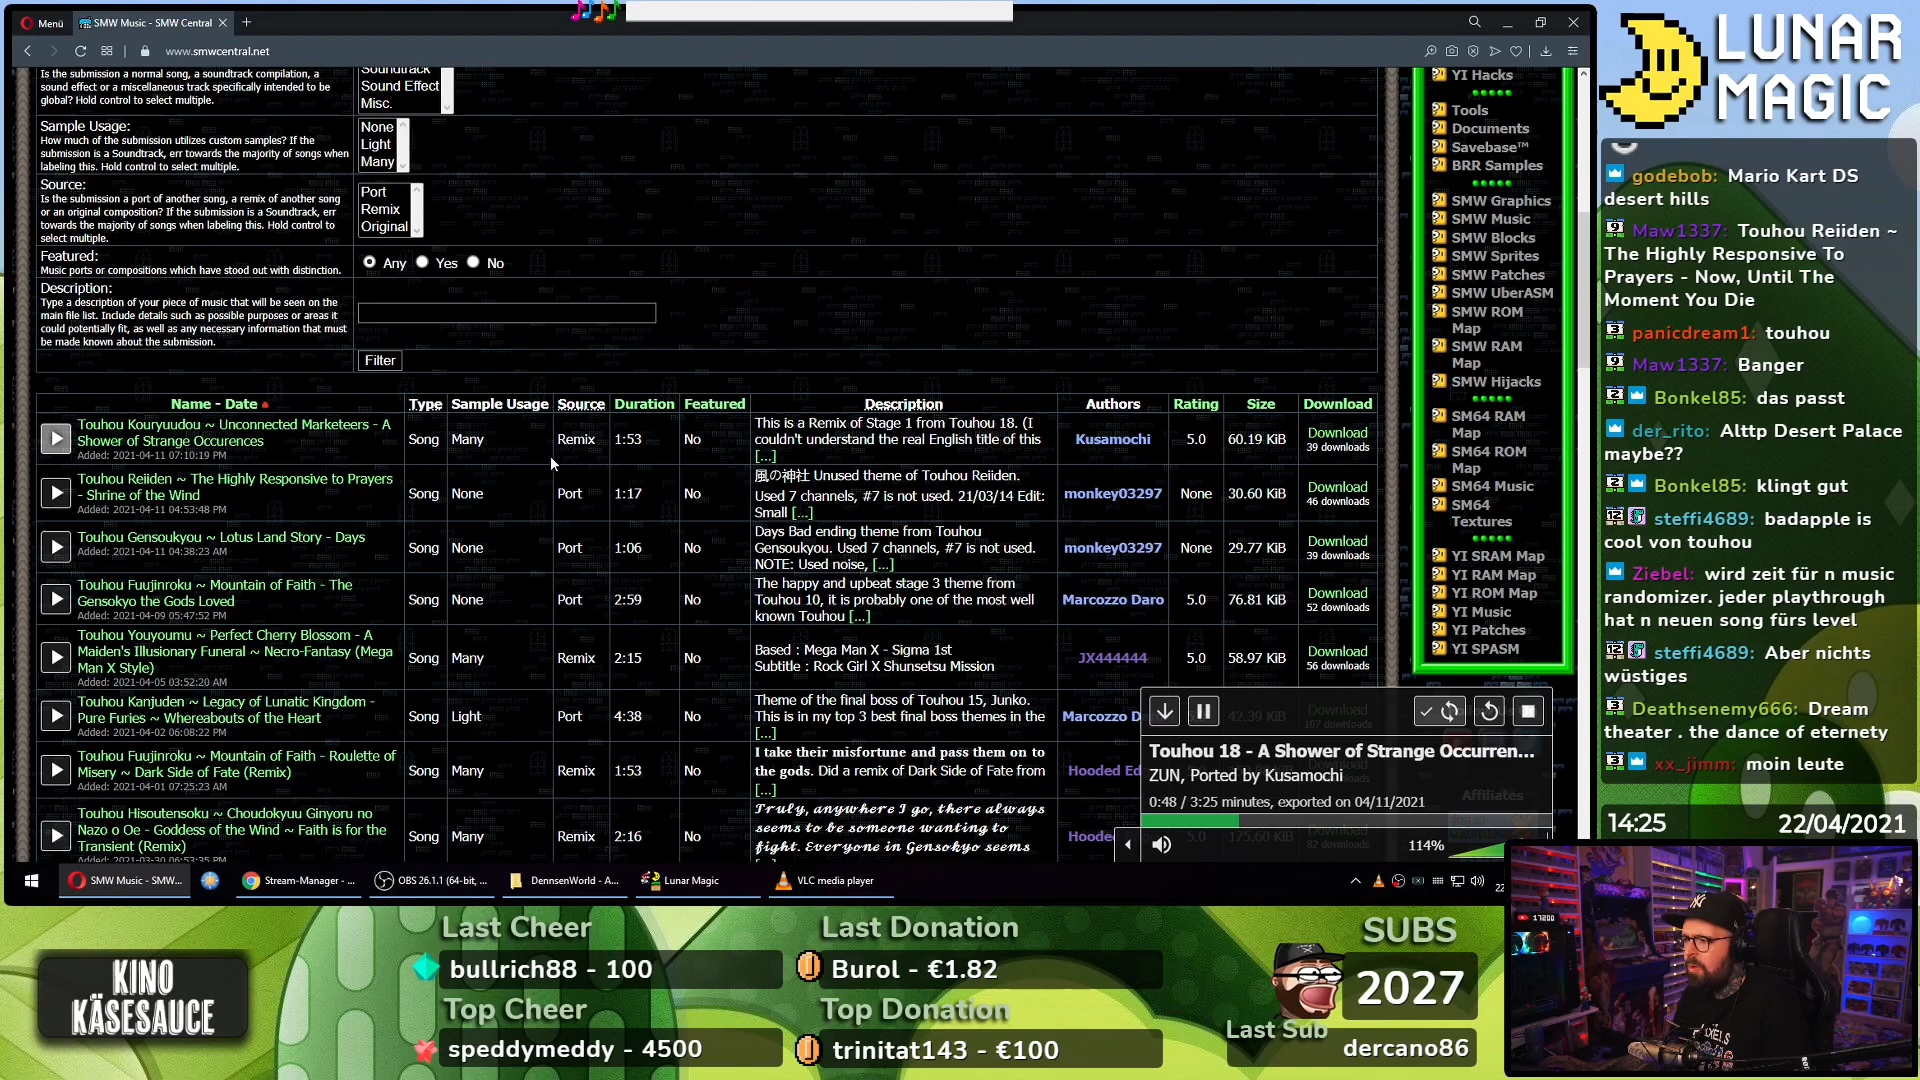 Menü
SMW Music - SMW Central
www.smwcentral.net
Is the submission a normal song, a soundtrack compilation, a
sound effect or a miscellaneous track specifically intended to be
global? Hold control to select multiple.
Soundtrack
Sound Effect
Misc.
Sample Usage:
How much of the submission utilizes custom samples? If the
submission is a Soundtrack, err towards the majority of songs when
labeling this. Hold control to select multiple.
None
Light
Many
Source:
Is the submission a port of another song, a remix of another song
or an original composition? If the submission is a Soundtrack, err
towards the majority of songs when labeling this. Hold control to
select multiple.
Port
Remix
Original
Featured:
Music ports or compositions which have stood out with distinction.
Any Yes No
Description:
Type a description of your piece of music that will be seen on the
main file list. Include details such as possible purposes or areas it
could potentially fit, as well as any necessary information that must
be made known about the submission.
Filter
Name - Date Type Sample Usage Source Duration Featured Description Authors Rating Size Download
Touhou Kouryuudou ~ Unconnected Marketeers - A
Shower of Strange Occurences
Added: 2021-04-11 07:10:19 PM
Song Many Remix 1:53 No
This is a Remix of Stage 1 from Touhou 18. (I
couldn't understand the real English title of this
[...]
Kusamochi 5.0 60.19 KiB
Download
39 downloads
Touhou Reiiden ~ The Highly Responsive to Prayers
- Shrine of the Wind
Added: 2021-04-11 04:53:48 PM
Song None Port 1:17 No
風の神社 Unused theme of Touhou Reiiden.
Used 7 channels, #7 is not used. 21/03/14 Edit:
Small [...]
monkey03297 None 30.60 KiB
Download
46 downloads
Touhou Gensoukyou ~ Lotus Land Story - Days
Added: 2021-04-11 04:38:23 AM
Song None Port 1:06 No
Days Bad ending theme from Touhou
Gensoukyou. Used 7 channels, #7 is not used.
NOTE: Used noise, [...]
monkey03297 None 29.77 KiB
Download
39 downloads
Touhou Fuujinroku ~ Mountain of Faith - The
Gensokyo the Gods Loved
Added: 2021-04-09 05:47:52 PM
Song None Port 2:59 No
The happy and upbeat stage 3 theme from
Touhou 10, it is probably one of the most well
known Touhou [...]
Marcozzo Daro 5.0 76.81 KiB
Download
52 downloads
Touhou Youyoumu ~ Perfect Cherry Blossom - A
Maiden's Illusionary Funeral ~ Necro-Fantasy (Mega
Man X Style)
Added: 2021-04-05 03:52:20 AM
Song Many Remix 2:15 No
Based : Mega Man X - Sigma 1st
Subtitle : Rock Girl X Shunsetsu Mission
JX444444 5.0 58.97 KiB
Download
56 downloads
Touhou Kanjuden ~ Legacy of Lunatic Kingdom -
Pure Furies ~ Whereabouts of the Heart
Added: 2021-04-02 06:08:22 PM
Song Light Port 4:38 No
Theme of the final boss of Touhou 15, Junko.
This is in my top 3 best final boss themes in the
[...]
Marcozzo D
42.39 KiB
107 downloads
Touhou Fuujinroku ~ Mountain of Faith - Roulette of
Misery ~ Dark Side of Fate (Remix)
Added: 2021-04-01 07:25:23 AM
Song Many Remix 1:53 No
I take their misfortune and pass them on to
the gods. Did a remix of Dark Side of Fate from
[...]
Hooded Ed
Touhou Hisoutensoku ~ Choudokyuu Ginyoru no
Nazo o Oe - Goddess of the Wind ~ Faith is for the
Transient (Remix)
Added: 2021-03-30 06:53:35 PM
Song Many Remix 2:16 No
Truly, anywhere I go, there always
seems to be someone wanting to
fight. Everyone in Gensokyo seems
Hoode
175.60 KiB
82 downloads
YI Hacks
Tools
Documents
Savebase™
BRR Samples
SMW Graphics
SMW Music
SMW Blocks
SMW Sprites
SMW Patches
SMW UberASM
SMW ROM
Map
SMW RAM
Map
SMW Hijacks
SM64 RAM
Map
SM64 ROM
Map
SM64 Music
SM64
Textures
YI SRAM Map
YI RAM Map
YI ROM Map
YI Music
YI Patches
YI SPASM
Affiliates
Touhou 18 - A Shower of Strange Occurren...
ZUN, Ported by Kusamochi
0:48 / 3:25 minutes, exported on 04/11/2021
114%
SMW Music - SMW...
Stream-Manager - ...
OBS 26.1.1 (64-bit, ...
DennsenWorld - A...
Lunar Magic
VLC media player
22
LUNAR
MAGIC
godebob: Mario Kart DS
desert hills
Maw1337: Touhou Reiiden ~
The Highly Responsive To
Prayers - Now, Until The
Moment You Die
panicdream1: touhou
Maw1337: Banger
Bonkel85: das passt
der_rito: Alttp Desert Palace
maybe??
Bonkel85: klingt gut
steffi4689: badapple is
cool von touhou
Ziebel: wird zeit für n music
randomizer. jeder playthrough
hat n neuen song fürs level
steffi4689: Aber nichts
wüstiges
Deathsenemy666: Dream
theater . the dance of eternety
xx_jimm: moin leute
14:25 22/04/2021
KINO
KÄSESAUCE
Last Cheer
bullrich88 - 100
Top Cheer
speddymeddy - 4500
Last Donation
Burol - €1.82
Top Donation
trinitat143 - €100
SUBS
2027
Last Sub
dercano86